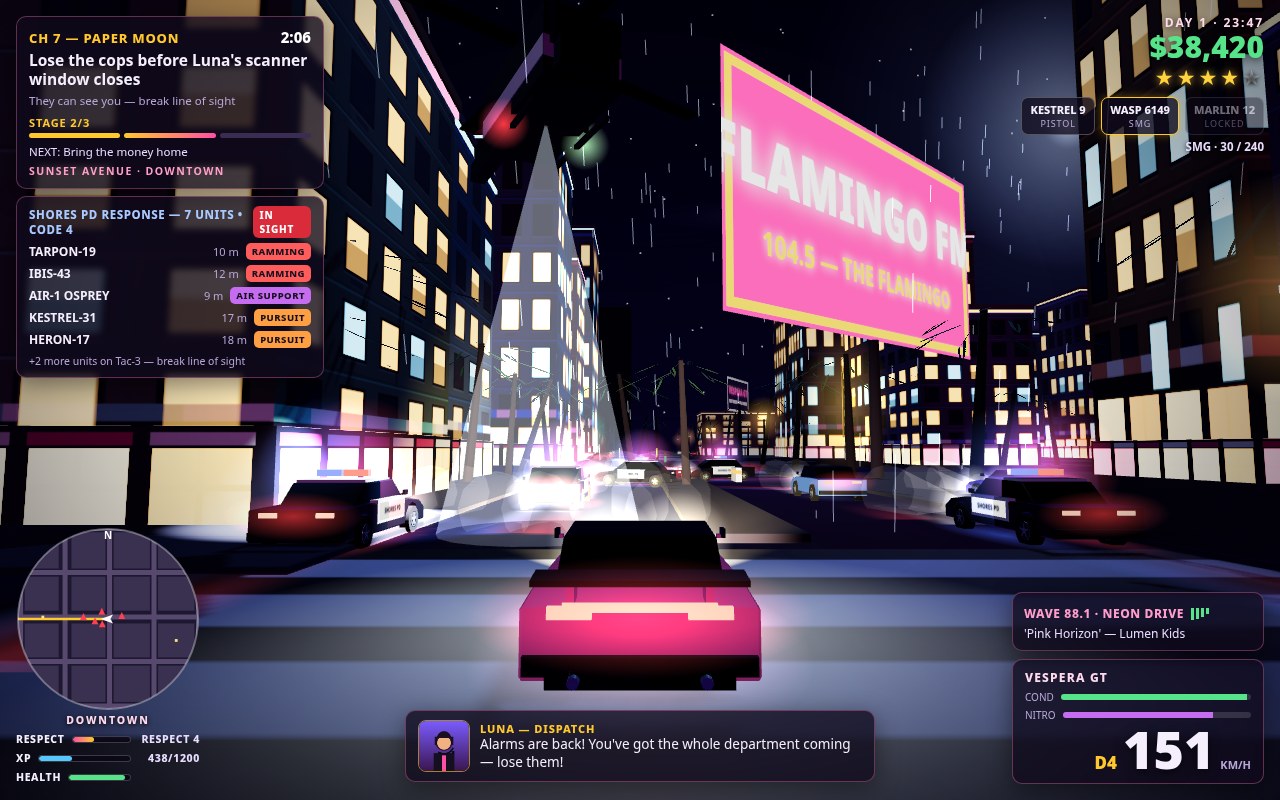 CH 7 — PAPER MOON 2:06
Lose the cops before Luna's scanner
window closes
They can see you — break line of sight
STAGE 2/3
NEXT: Bring the money home
SUNSET AVENUE · DOWNTOWN
SHORES PD RESPONSE — 7 UNITS •
CODE 4
IN
SIGHT
TARPON-19 10 m RAMMING
IBIS-43 12 m RAMMING
AIR-1 OSPREY 9 m AIR SUPPORT
KESTREL-31 17 m PURSUIT
HERON-17 18 m PURSUIT
+2 more units on Tac-3 — break line of sight
DAY 1 · 23:47
$38,420
KESTREL 9
PISTOL
WASP 6149
SMG
MARLIN 12
LOCKED
SMG · 30 / 240
FLAMINGO FM
104.5 — THE FLAMINGO
SHORES PD
SHORES PD
N
DOWNTOWN
RESPECT RESPECT 4
XP 438/1200
HEALTH
LUNA — DISPATCH
Alarms are back! You've got the whole department coming
— lose them!
WAVE 88.1 · NEON DRIVE
'Pink Horizon' — Lumen Kids
VESPERA GT
COND
NITRO
D4 151 KM/H